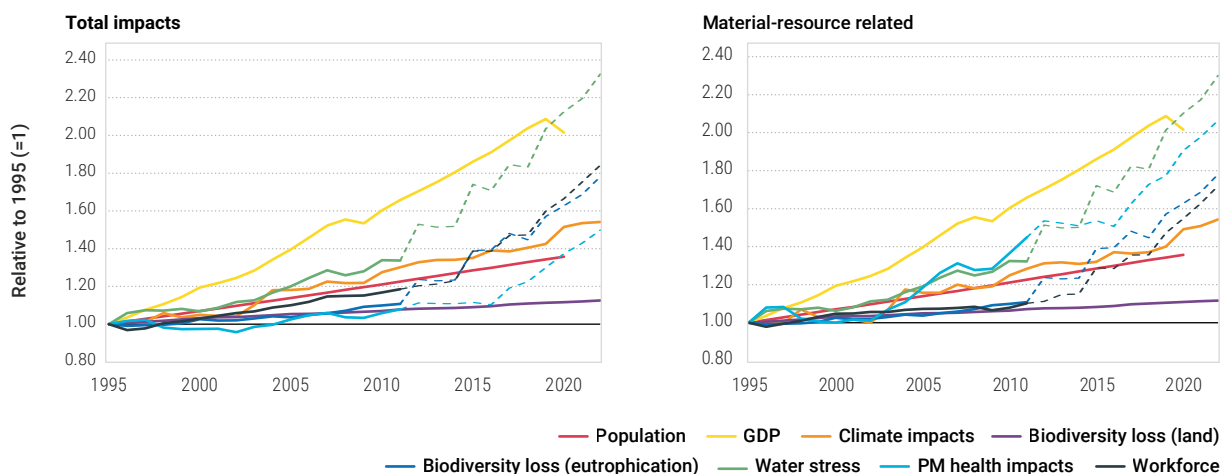 Total impacts
Relative to 1995 (=1)
2.40
2.20
2.00
1.80
1.60
1.40
1.20
1.00
0.80
1995 2000 2005 2010 2015 2020
Material-resource related
2.40
2.20
2.00
1.80
1.60
1.40
1.20
1.00
0.80
1995 2000 2005 2010 2015 2020
Population GDP Climate impacts Biodiversity loss (land)
Biodiversity loss (eutrophication) Water stress PM health impacts Workforce